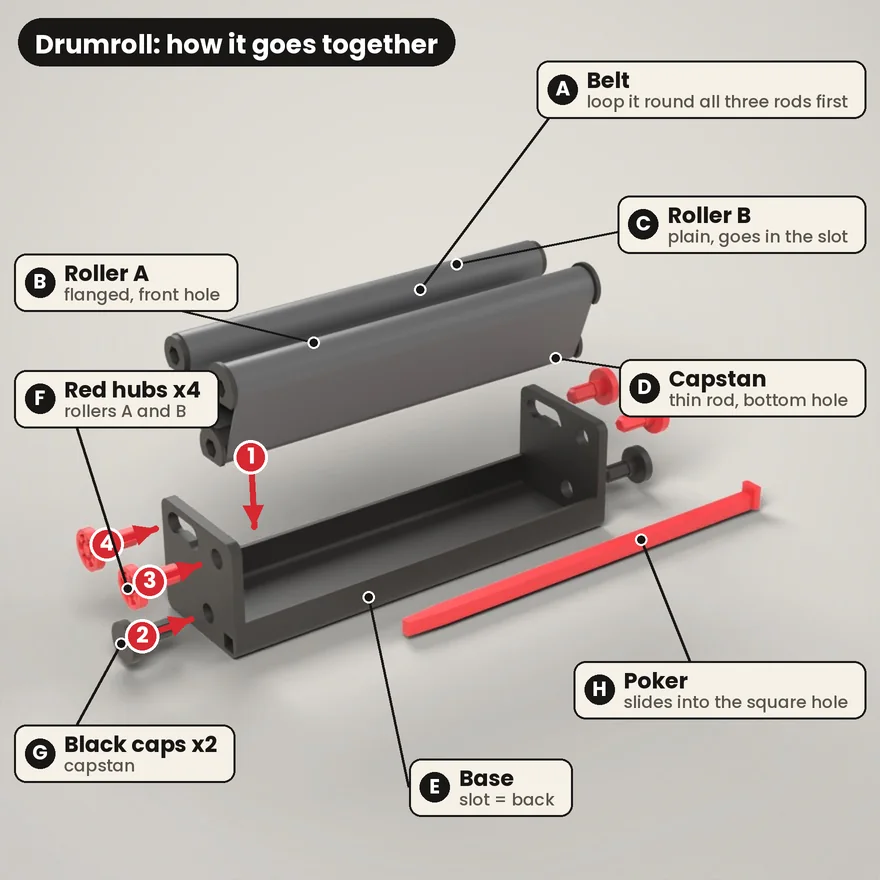 Drumroll: how it goes together
A
Belt
loop it round all three rods first
C
Roller B
plain, goes in the slot
B
Roller A
flanged, front hole
F
Red hubs x4
rollers A and B
D
Capstan
thin rod, bottom hole
1
4
3
2
H
Poker
slides into the square hole
G
Black caps x2
capstan
E
Base
slot = back